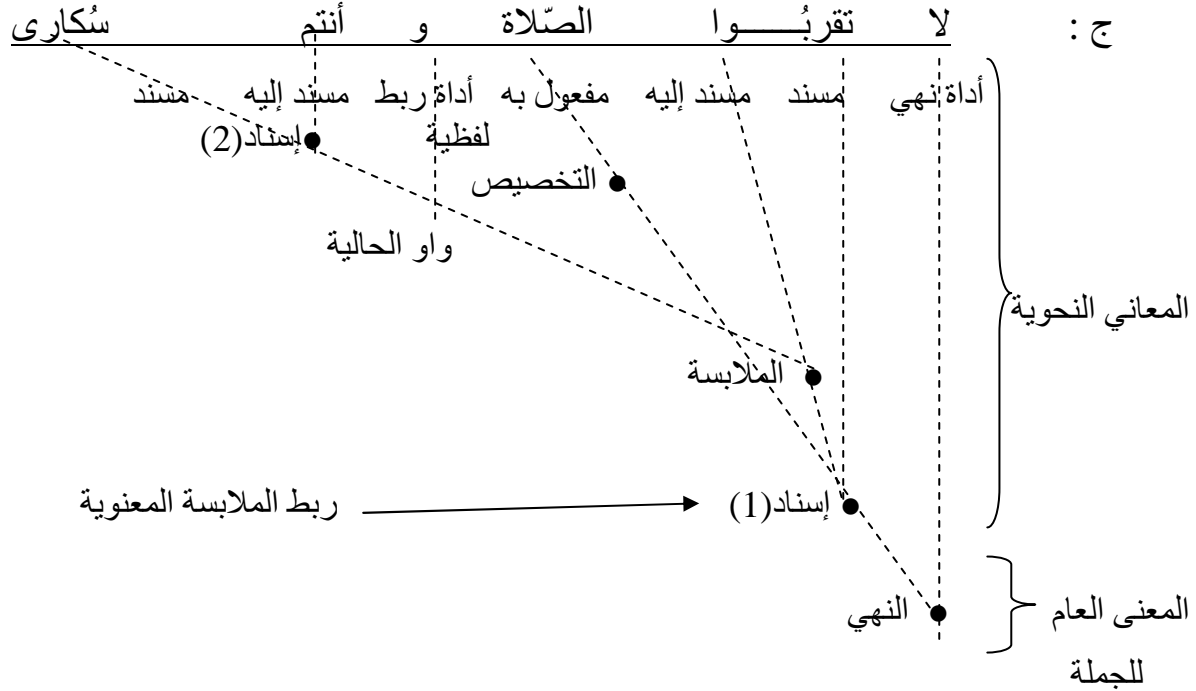 ج : لا تقربُـــــوا الصّلاة و أنتم سُكارى
أداة نهي مسند مسند إليه مفعول به أداة ربط مسند إليه مسند
لفظية
إسناد(2)
التخصيص
واو الحالية
المعاني النحوية
الملابسة
إسناد(1)
ربط الملابسة المعنوية
النهي
المعنى العام
للجملة